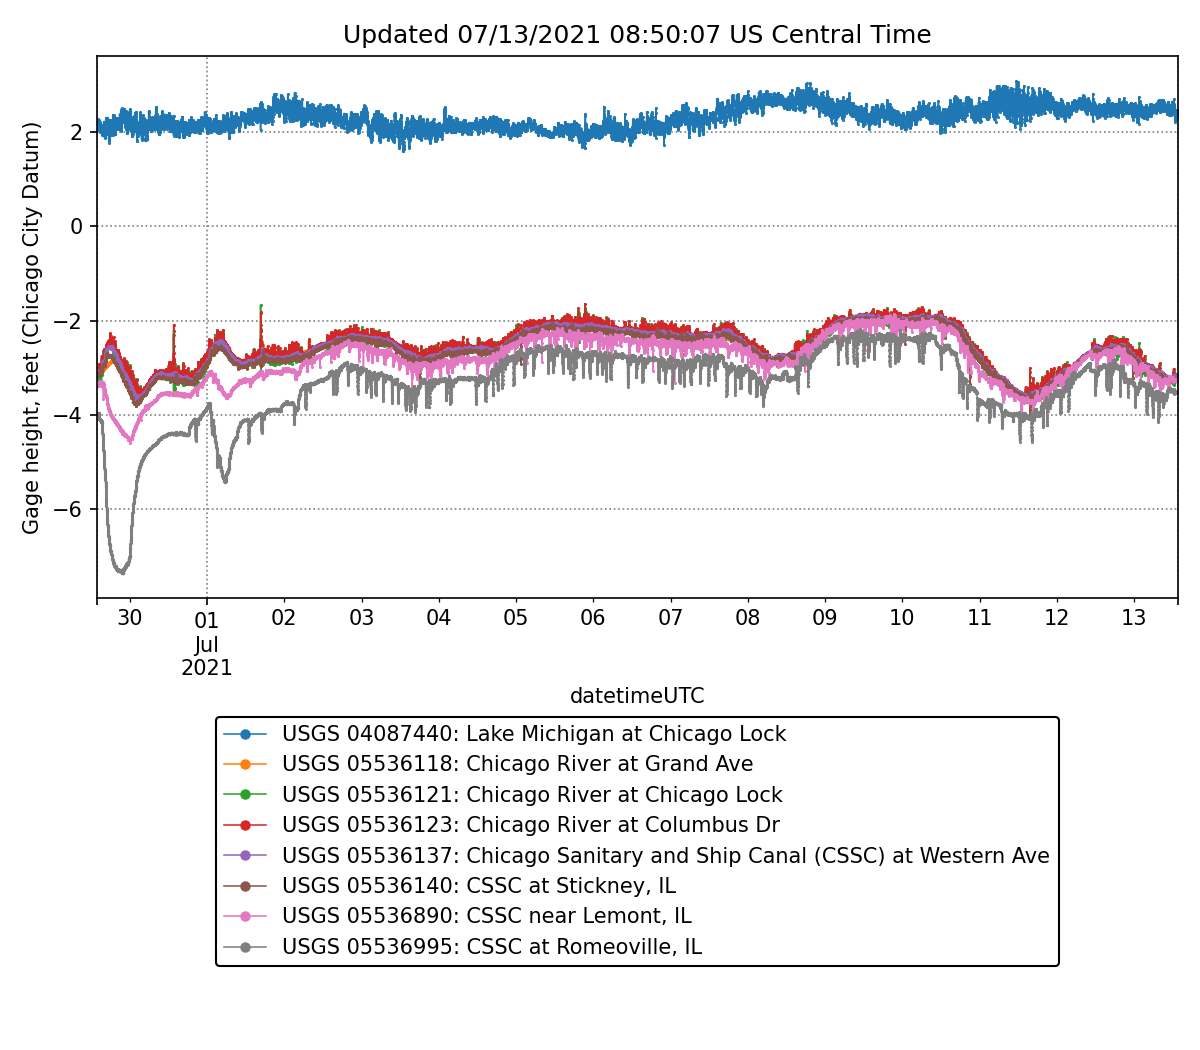 Updated 07/13/2021 08:50:07 US Central Time
Gage height, feet (Chicago City Datum)
2
0
−2
−4
−6
30 01 02 03 04 05 06 07 08 09 10 11 12 13
Jul
2021
datetimeUTC
USGS 04087440: Lake Michigan at Chicago Lock
USGS 05536118: Chicago River at Grand Ave
USGS 05536121: Chicago River at Chicago Lock
USGS 05536123: Chicago River at Columbus Dr
USGS 05536137: Chicago Sanitary and Ship Canal (CSSC) at Western Ave
USGS 05536140: CSSC at Stickney, IL
USGS 05536890: CSSC near Lemont, IL
USGS 05536995: CSSC at Romeoville, IL